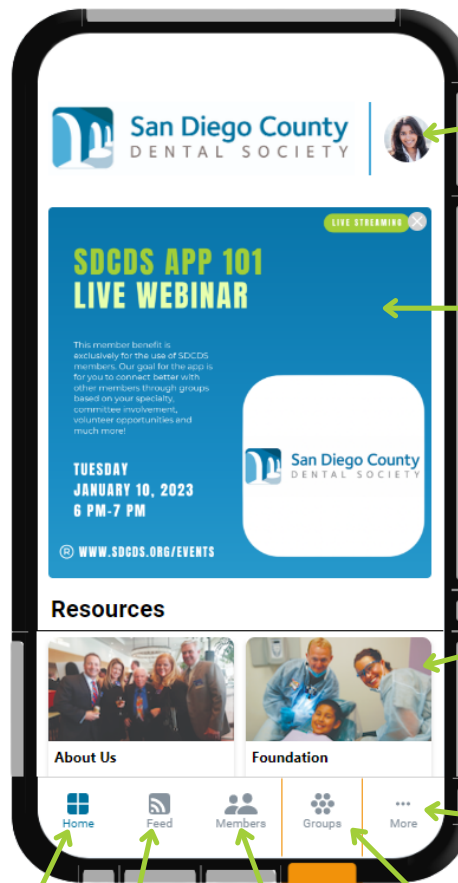 San Diego County
DENTAL SOCIETY
LIVE STREAMING
SDCDS APP 101
LIVE WEBINAR
This member benefit is
exclusively for the use of SDCDS
members. Our goal for the app is
for you to connect better with
other members through groups
based on your specialty,
committee involvement,
volunteer opportunities and
much more!
San Diego County
DENTAL SOCIETY
TUESDAY
JANUARY 10, 2023
6 PM-7 PM
® WWW.SDCDS.ORG/EVENTS
Resources
About Us
Foundation
Home
Feed
Members
Groups
More